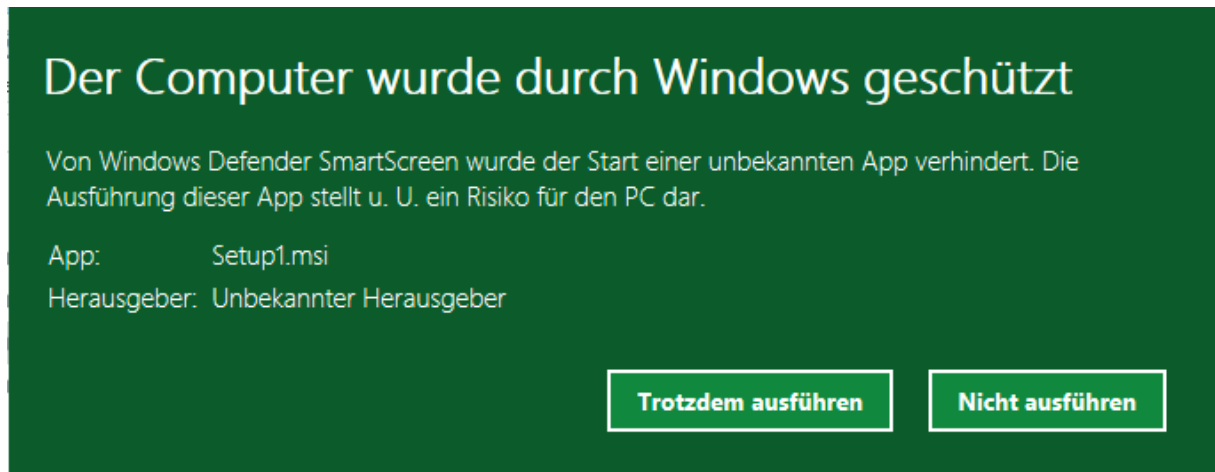 Der Computer wurde durch Windows geschützt
Von Windows Defender SmartScreen wurde der Start einer unbekannten App verhindert. Die
Ausführung dieser App stellt u. U. ein Risiko für den PC dar.
App: Setup1.msi
Herausgeber: Unbekannter Herausgeber
Trotzdem ausführen Nicht ausführen